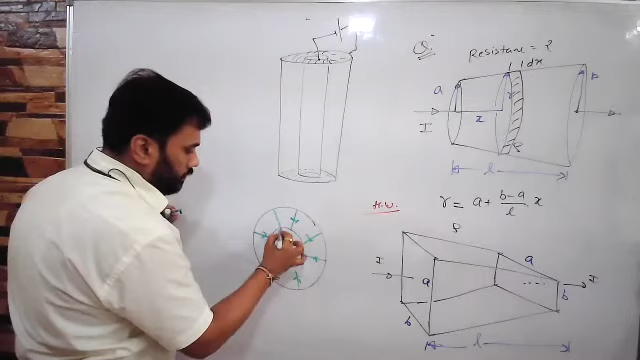 Q.
Resistance = ?
dx
a
b
r
x
I
ρ
l
H.W.
r = a + b-a/l x
ρ
I
a
a
b
b
I
l